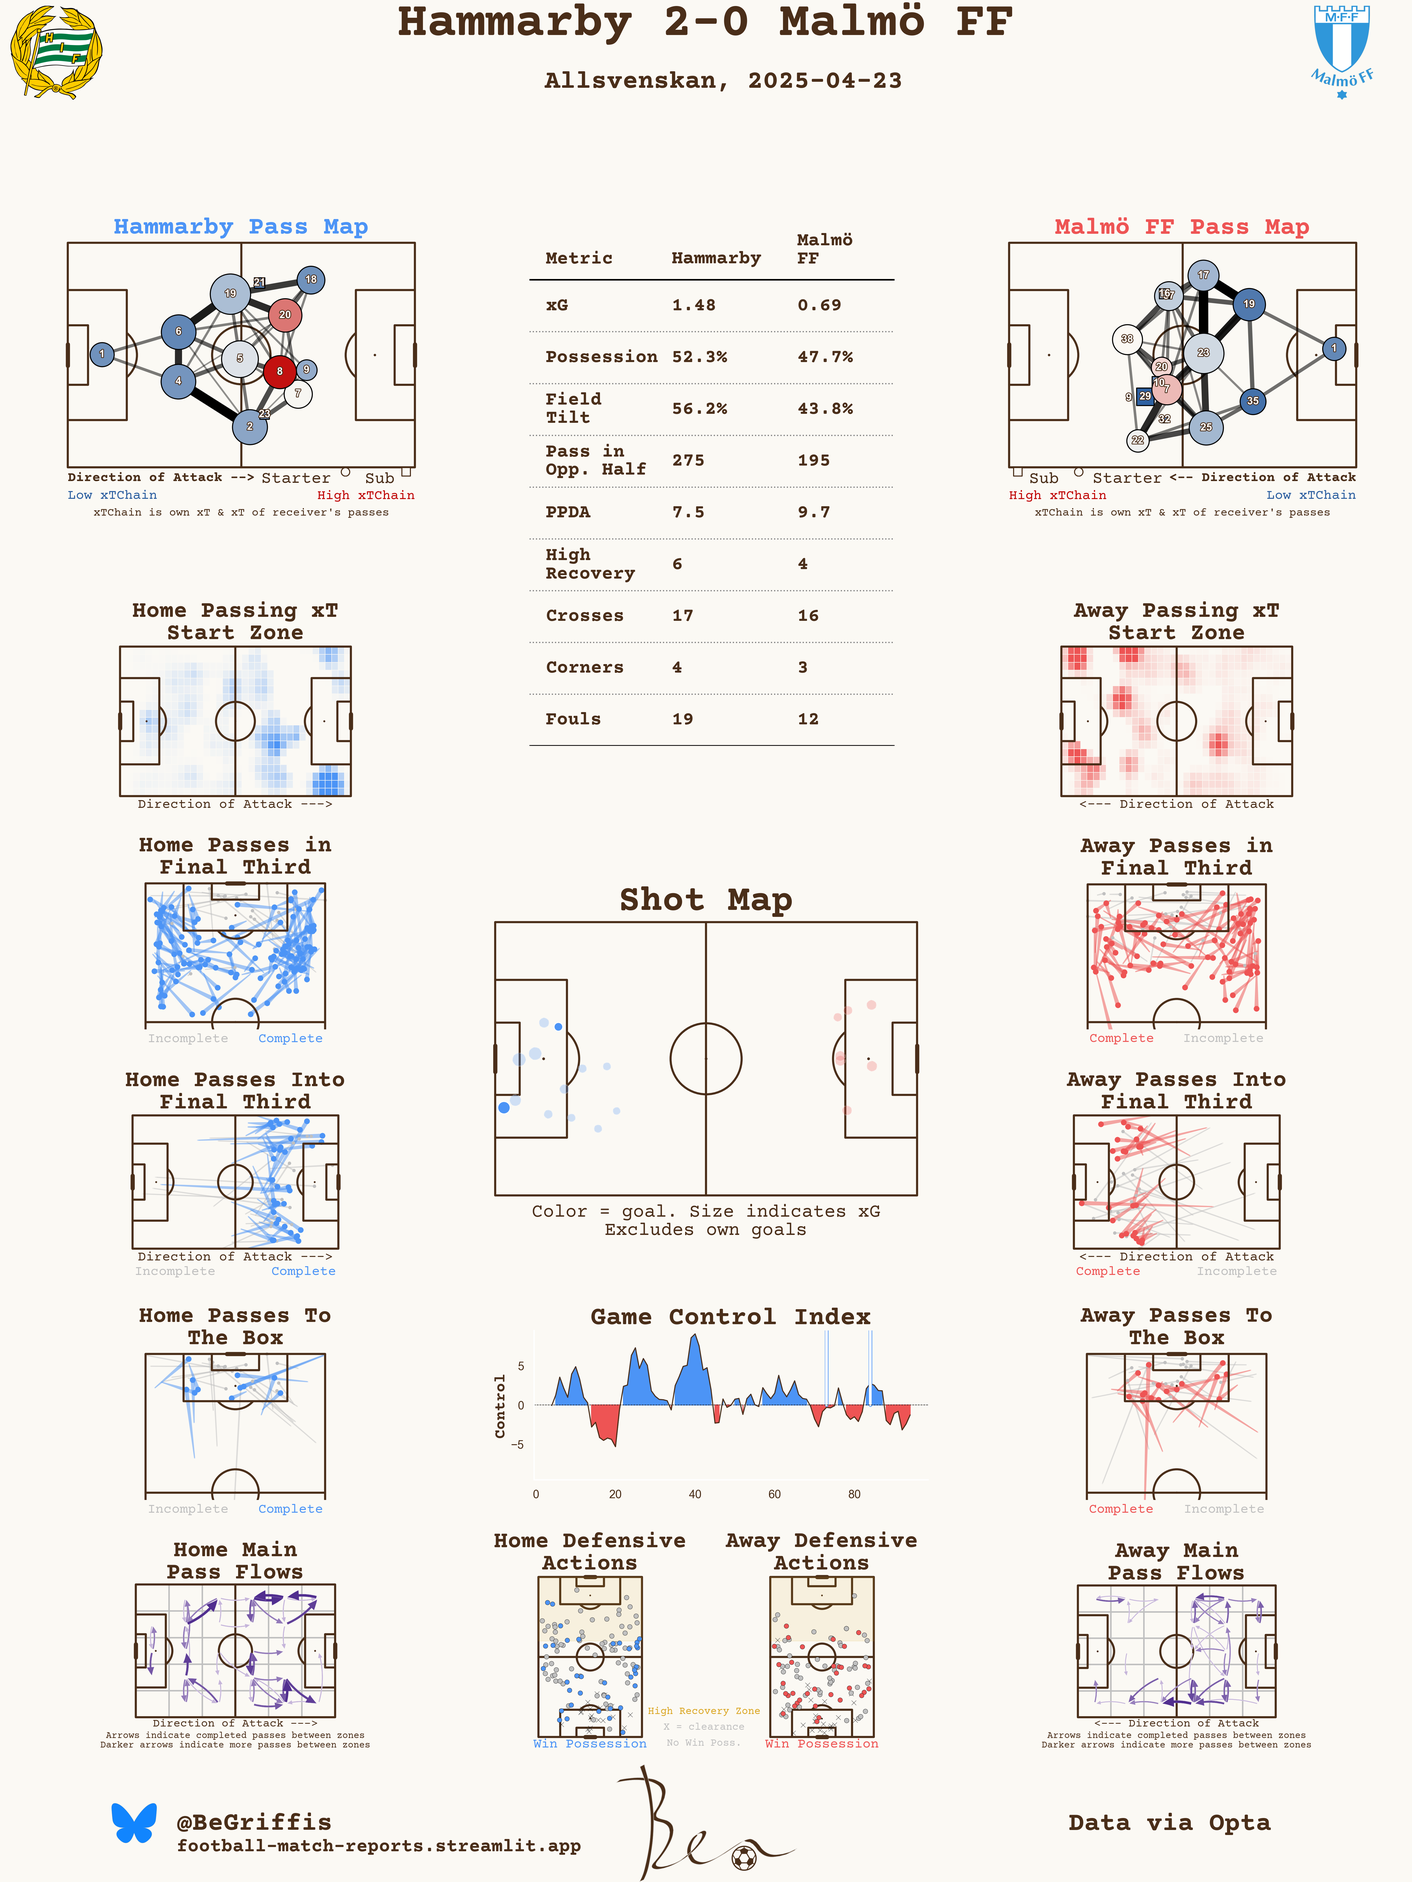 Hammarby 2-0 Malmö FF
Allsvenskan, 2025-04-23
H I F
M·F·F
Malmö FF
Hammarby Pass Map
1
6
4
19
21
18
20
5
8
9
7
23
2
Direction of Attack --> Starter Sub
Low xTChain High xTChain
xTChain is own xT & xT of receiver's passes
Metric Hammarby Malmö FF
xG 1.48 0.69
Possession 52.3% 47.7%
Field Tilt 56.2% 43.8%
Pass in Opp. Half 275 195
PPDA 7.5 9.7
High Recovery 6 4
Crosses 17 16
Corners 4 3
Fouls 19 12
Malmö FF Pass Map
17
16
19
38
23
1
20
10
7
9
29
35
32
22
25
Sub Starter <-- Direction of Attack
High xTChain Low xTChain
xTChain is own xT & xT of receiver's passes
Home Passing xT
Start Zone
Direction of Attack --->
Away Passing xT
Start Zone
<--- Direction of Attack
Home Passes in
Final Third
Incomplete Complete
Away Passes in
Final Third
Complete Incomplete
Shot Map
Color = goal. Size indicates xG
Excludes own goals
Home Passes Into
Final Third
Direction of Attack --->
Incomplete Complete
Away Passes Into
Final Third
<--- Direction of Attack
Complete Incomplete
Home Passes To
The Box
Incomplete Complete
Game Control Index
Control
5
0
−5
0 20 40 60 80
Away Passes To
The Box
Complete Incomplete
Home Main
Pass Flows
Direction of Attack --->
Arrows indicate completed passes between zones
Darker arrows indicate more passes between zones
Home Defensive
Actions
Win Possession
High Recovery Zone
X = clearance
No Win Poss.
Away Defensive
Actions
Win Possession
Away Main
Pass Flows
<--- Direction of Attack
Arrows indicate completed passes between zones
Darker arrows indicate more passes between zones
@BeGriffis
football-match-reports.streamlit.app
Ben
Data via Opta